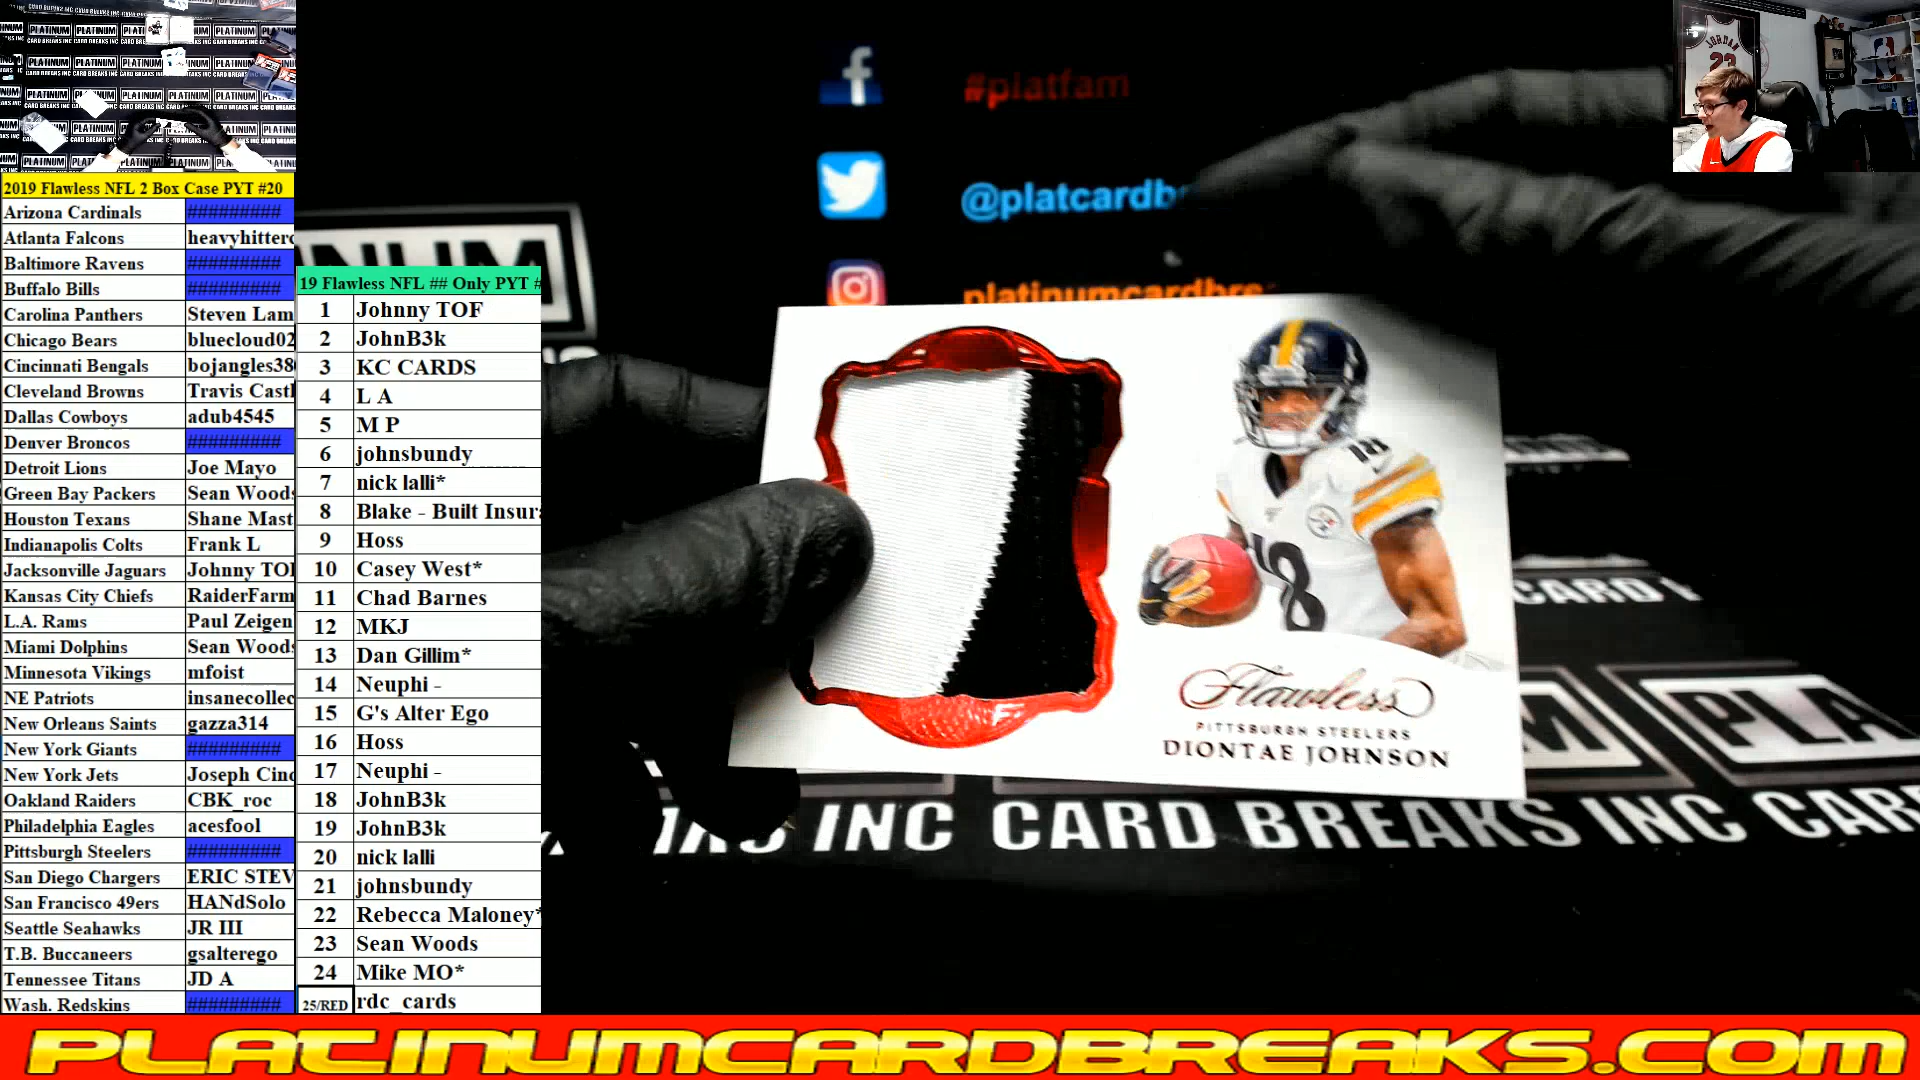 2019 Flawless NFL 2 Box Case PYT #20
Arizona Cardinals #########
Atlanta Falcons heavyhitterc
Baltimore Ravens #########
Buffalo Bills #########
Carolina Panthers Steven Lam
Chicago Bears bluecloud02
Cincinnati Bengals bojangles38
Cleveland Browns Travis Castl
Dallas Cowboys adub4545
Denver Broncos #########
Detroit Lions Joe Mayo
Green Bay Packers Sean Woods
Houston Texans Shane Mast
Indianapolis Colts Frank L
Jacksonville Jaguars Johnny TOF
Kansas City Chiefs RaiderFarm
L.A. Rams Paul Zeigen
Miami Dolphins Sean Woods
Minnesota Vikings mfoist
NE Patriots insanecollec
New Orleans Saints gazza314
New York Giants #########
New York Jets Joseph Cinc
Oakland Raiders CBK_roc
Philadelphia Eagles acesfool
Pittsburgh Steelers #########
San Diego Chargers ERIC STEV
San Francisco 49ers HANdSolo
Seattle Seahawks JR III
T.B. Buccaneers gsalterego
Tennessee Titans JD A
Wash. Redskins #########
19 Flawless NFL ## Only PYT #
1 Johnny TOF
2 JohnB3k
3 KC CARDS
4 L A
5 M P
6 johnsbundy
7 nick lalli*
8 Blake - Built Insur
9 Hoss
10 Casey West*
11 Chad Barnes
12 MKJ
13 Dan Gillim*
14 Neuphi -
15 G's Alter Ego
16 Hoss
17 Neuphi -
18 JohnB3k
19 JohnB3k
20 nick lalli
21 johnsbundy
22 Rebecca Maloney*
23 Sean Woods
24 Mike MO*
25/RED rdc_cards
#platfam
@platcardb
platinumcardbre
JORDAN
23
18
18
Flawless
PITTSBURGH STEELERS
DIONTAE JOHNSON
INC CARD BREAKS INC CAR
PLATINUMCARDBREAKS.COM